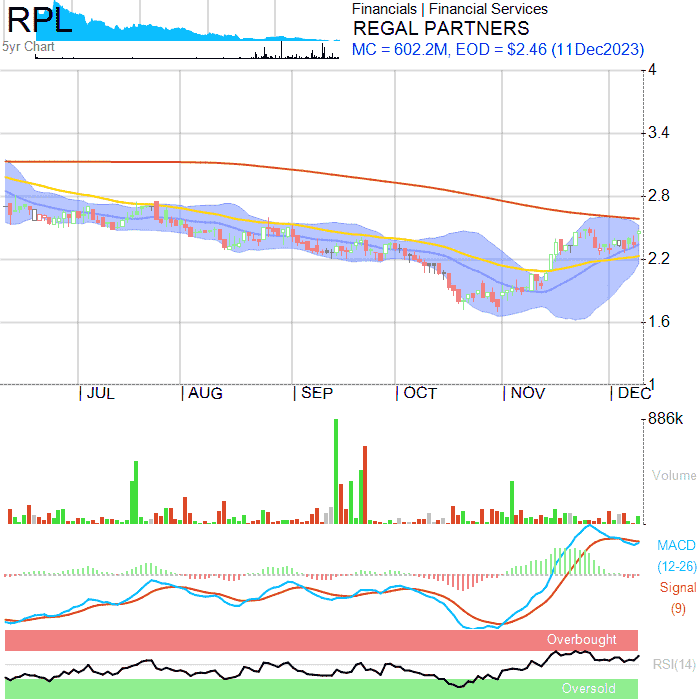 RPL
5yr Chart
Financials | Financial Services
REGAL PARTNERS
MC = 602.2M, EOD = $2.46 (11Dec2023)
4
3.4
2.8
2.2
1.6
1
JUL AUG SEP OCT NOV DEC
886k
Volume
MACD
(12-26)
Signal
(9)
Overbought
RSI(14)
Oversold